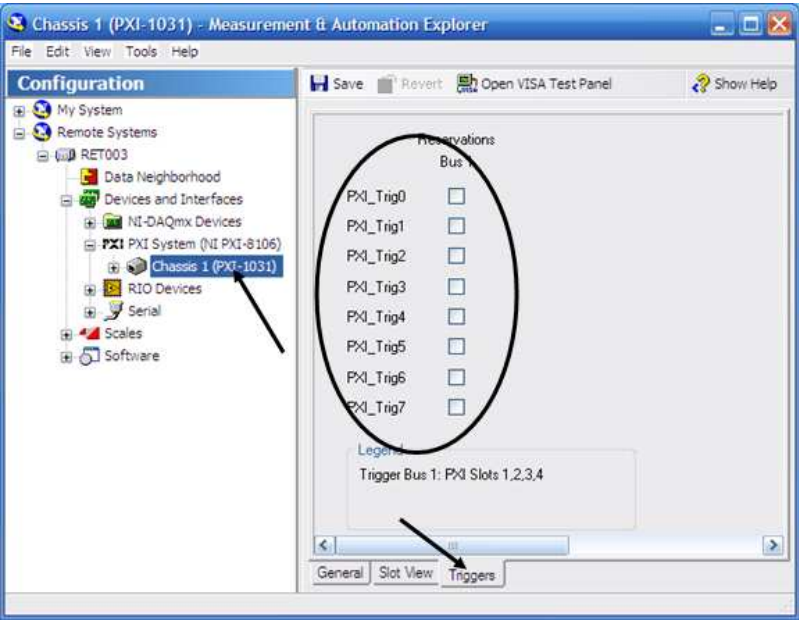 Chassis 1 (PXI-1031) - Measurement & Automation Explorer
File Edit View Tools Help
Configuration
My System
Remote Systems
RET003
Data Neighborhood
Devices and Interfaces
NI-DAQmx Devices
PXI PXI System (NI PXI-8106)
Chassis 1 (PXI-1031)
RIO Devices
Serial
Scales
Software
Save Revert Open VISA Test Panel Show Help
Reservations
Bus 1
PXI_Trig0
PXI_Trig1
PXI_Trig2
PXI_Trig3
PXI_Trig4
PXI_Trig5
PXI_Trig6
PXI_Trig7
Legend
Trigger Bus 1: PXI Slots 1,2,3,4
General Slot View Triggers